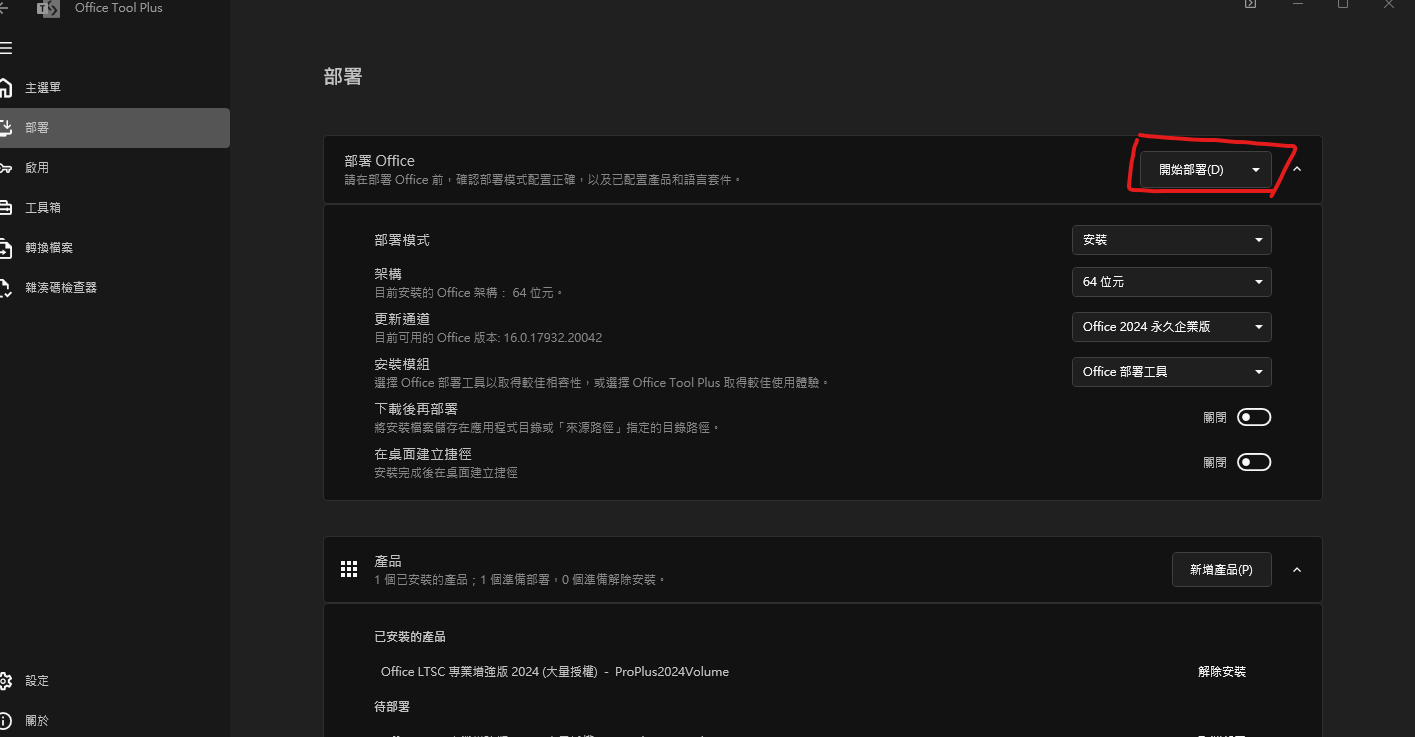 Office Tool Plus
主選單
部署
啟用
工具箱
轉換檔案
雜湊碼檢查器
設定
關於
部署
部署 Office
請在部署 Office 前，確認部署模式配置正確，以及已配置產品和語言套件。
開始部署(D)
部署模式
安裝
架構
目前安裝的 Office 架構： 64 位元。
64 位元
更新通道
目前可用的 Office 版本: 16.0.17932.20042
Office 2024 永久企業版
安裝模組
選擇 Office 部署工具以取得較佳相容性，或選擇 Office Tool Plus 取得較佳使用體驗。
Office 部署工具
下載後再部署
將安裝檔案儲存在應用程式目錄或「來源路徑」指定的目錄路徑。
關閉
在桌面建立捷徑
安裝完成後在桌面建立捷徑
關閉
產品
1 個已安裝的產品；1 個準備部署，0 個準備解除安裝。
新增產品(P)
已安裝的產品
Office LTSC 專業增強版 2024 (大量授權) - ProPlus2024Volume
解除安裝
待部署